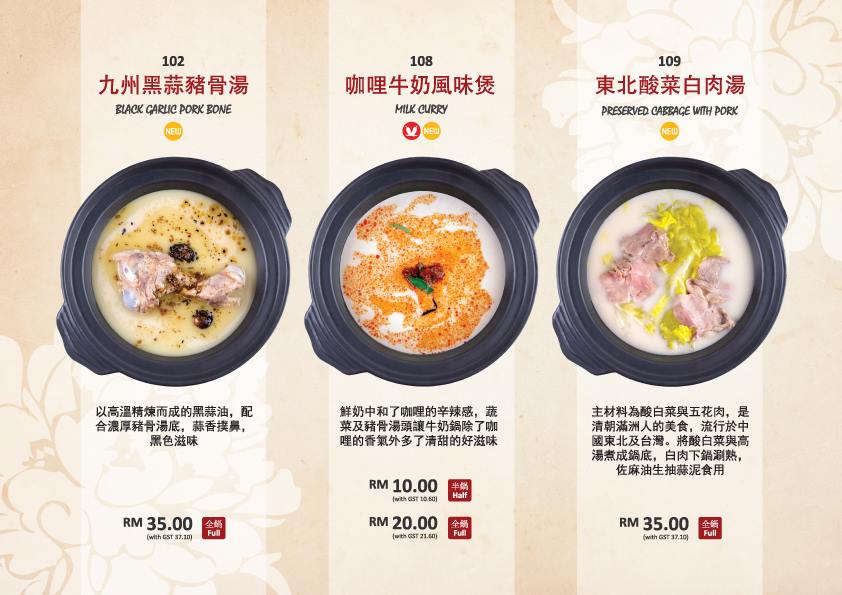 102
九州黑蒜豬骨湯
BLACK GARLIC PORK BONE
NEW
以高溫精煉而成的黑蒜油，配
合濃厚豬骨湯底，蒜香撲鼻，
黑色滋味
RM 35.00
(with GST 37.10)
全鍋
Full
108
咖哩牛奶風味煲
MILK CURRY
NEW
鮮奶中和了咖哩的辛辣感，蔬
菜及豬骨湯頭讓牛奶鍋除了咖
哩的香氣外多了清甜的好滋味
RM 10.00
(with GST 10.60)
半鍋
Half
RM 20.00
(with GST 21.60)
全鍋
Full
109
東北酸菜白肉湯
PRESERVED CABBAGE WITH PORK
NEW
主材料為酸白菜與五花肉，是
清朝滿洲人的美食，流行於中
國東北及台灣。將酸白菜與高
湯煮成鍋底，白肉下鍋涮熟，
佐麻油生抽蒜泥食用
RM 35.00
(with GST 37.10)
全鍋
Full